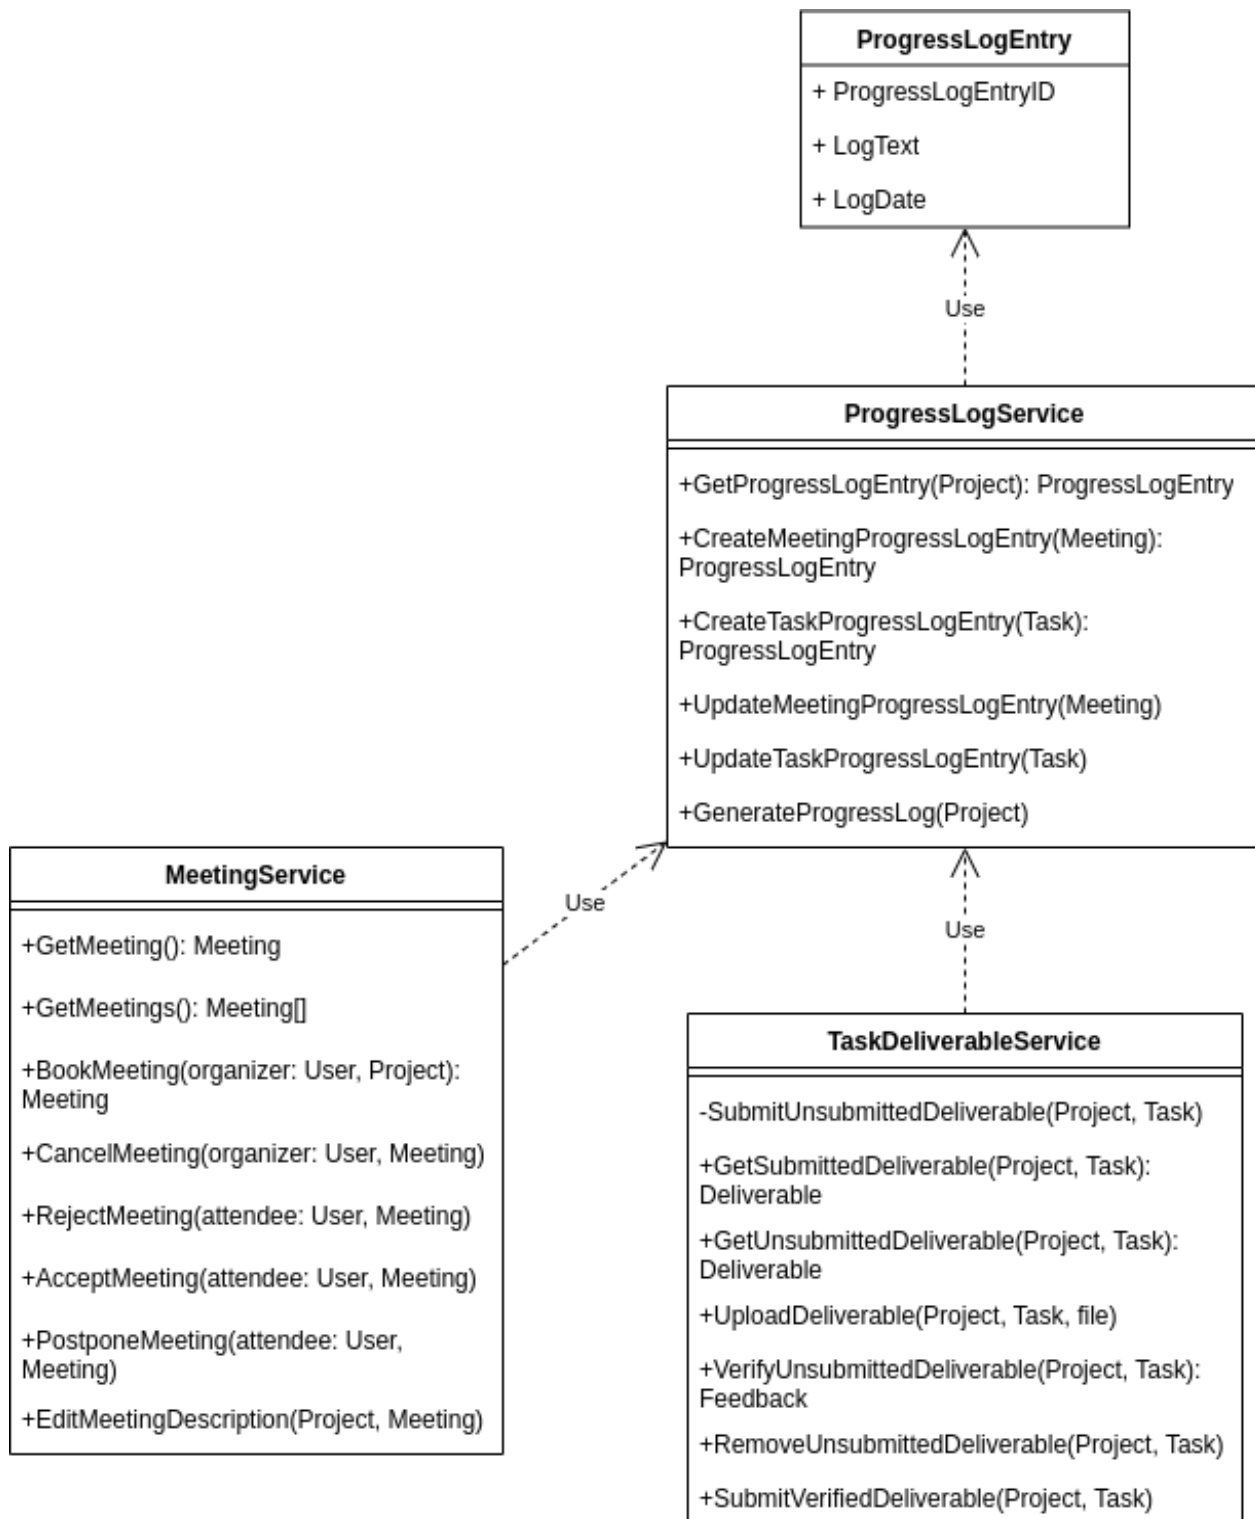 ProgressLogEntry
+ ProgressLogEntryID
+ LogText
+ LogDate
Use
ProgressLogService
+GetProgressLogEntry(Project): ProgressLogEntry
+CreateMeetingProgressLogEntry(Meeting):
ProgressLogEntry
+CreateTaskProgressLogEntry(Task):
ProgressLogEntry
+UpdateMeetingProgressLogEntry(Meeting)
+UpdateTaskProgressLogEntry(Task)
+GenerateProgressLog(Project)
Use
Use
MeetingService
+GetMeeting(): Meeting
+GetMeetings(): Meeting[]
+BookMeeting(organizer: User, Project):
Meeting
+CancelMeeting(organizer: User, Meeting)
+RejectMeeting(attendee: User, Meeting)
+AcceptMeeting(attendee: User, Meeting)
+PostponeMeeting(attendee: User,
Meeting)
+EditMeetingDescription(Project, Meeting)
TaskDeliverableService
-SubmitUnsubmittedDeliverable(Project, Task)
+GetSubmittedDeliverable(Project, Task):
Deliverable
+GetUnsubmittedDeliverable(Project, Task):
Deliverable
+UploadDeliverable(Project, Task, file)
+VerifyUnsubmittedDeliverable(Project, Task):
Feedback
+RemoveUnsubmittedDeliverable(Project, Task)
+SubmitVerifiedDeliverable(Project, Task)